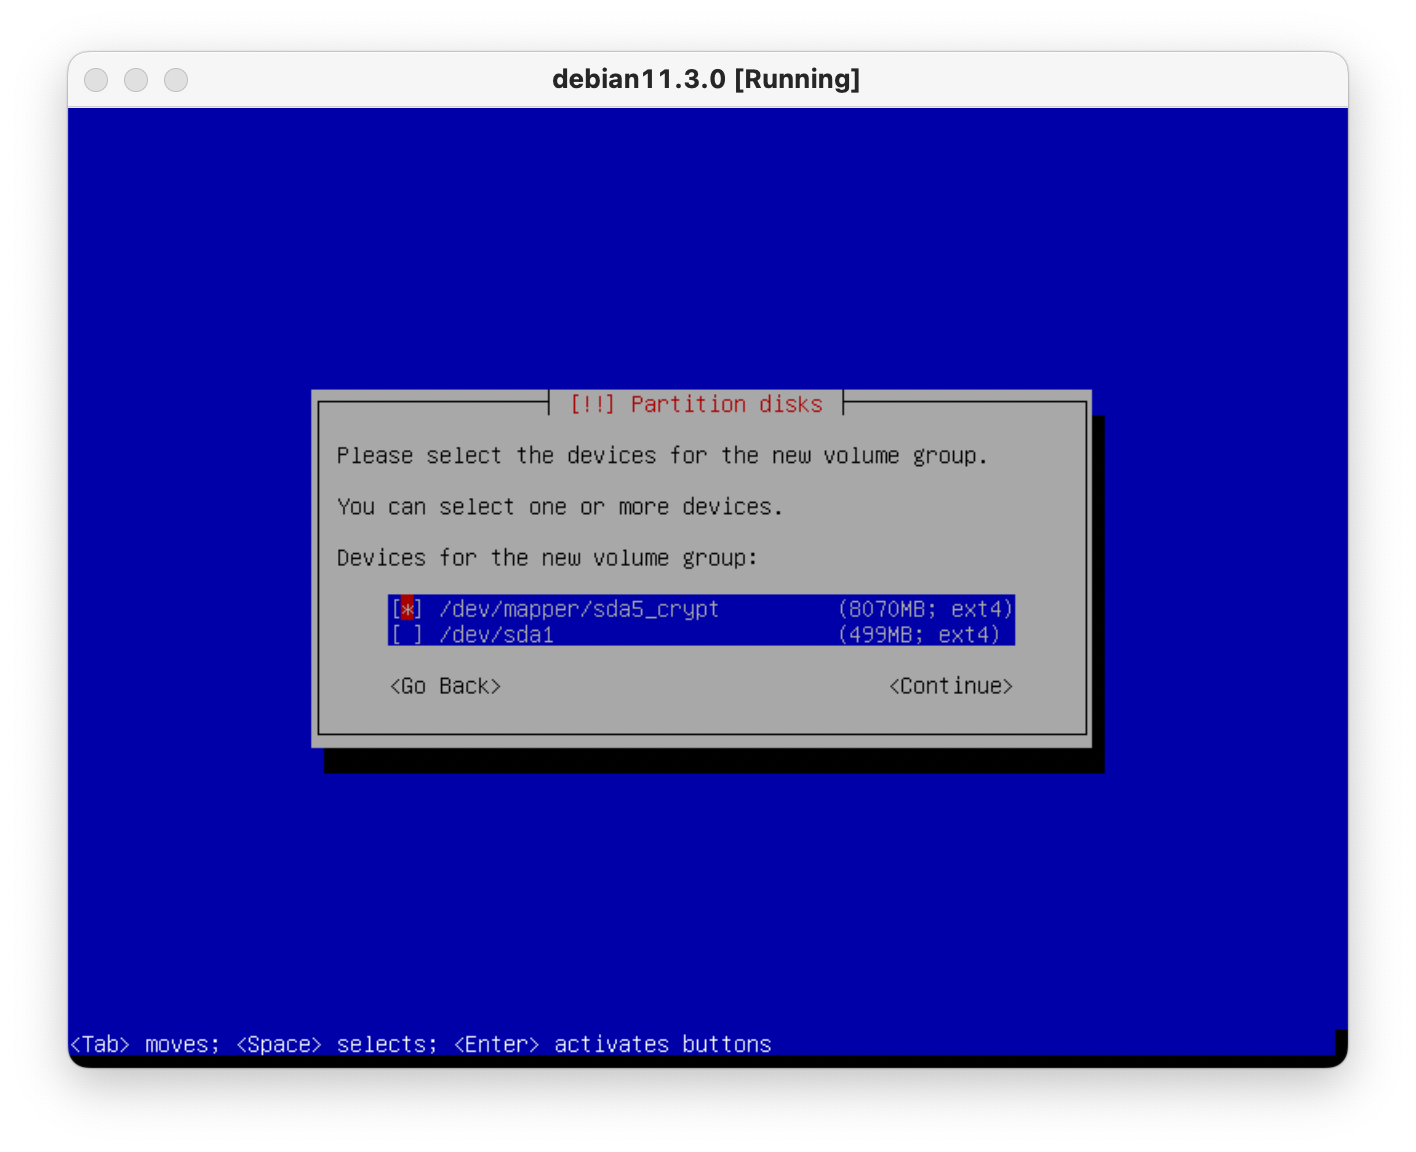 debian11.3.0 [Running]
[!!] Partition disks
Please select the devices for the new volume group.
You can select one or more devices.
Devices for the new volume group:
[*] /dev/mapper/sda5_crypt (8070MB; ext4)
[ ] /dev/sda1 (499MB; ext4)
<Go Back> <Continue>
<Tab> moves; <Space> selects; <Enter> activates buttons